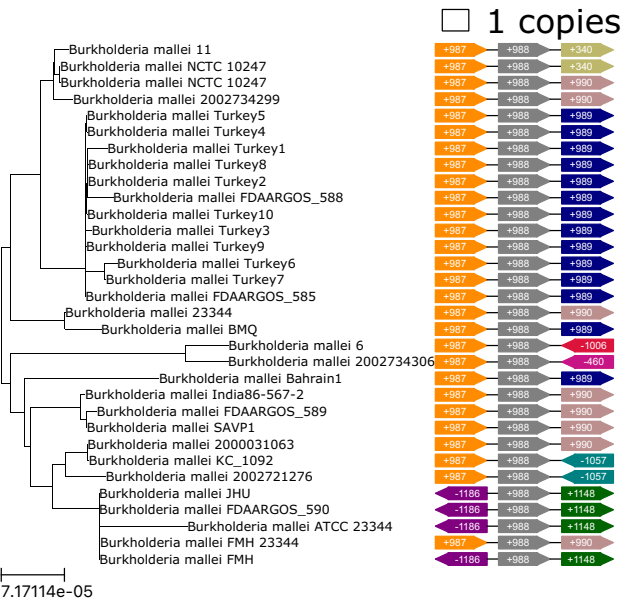 1 copies
Burkholderia mallei 11 +987 +988 +340
Burkholderia mallei NCTC 10247 +987 +988 +340
Burkholderia mallei NCTC 10247 +987 +988 +990
Burkholderia mallei 2002734299 +987 +988 +990
Burkholderia mallei Turkey5 +987 +988 +989
Burkholderia mallei Turkey4 +987 +988 +989
Burkholderia mallei Turkey1 +987 +988 +989
Burkholderia mallei Turkey8 +987 +988 +989
Burkholderia mallei Turkey2 +987 +988 +989
Burkholderia mallei FDAARGOS_588 +987 +988 +989
Burkholderia mallei Turkey10 +987 +988 +989
Burkholderia mallei Turkey3 +987 +988 +989
Burkholderia mallei Turkey9 +987 +988 +989
Burkholderia mallei Turkey6 +987 +988 +989
Burkholderia mallei Turkey7 +987 +988 +989
Burkholderia mallei FDAARGOS_585 +987 +988 +989
Burkholderia mallei 23344 +987 +988 +990
Burkholderia mallei BMQ +987 +988 +989
Burkholderia mallei 6 +987 +988 -1006
Burkholderia mallei 2002734306 +987 +988 -460
Burkholderia mallei Bahrain1 +987 +988 +989
Burkholderia mallei India86-567-2 +987 +988 +990
Burkholderia mallei FDAARGOS_589 +987 +988 +990
Burkholderia mallei SAVP1 +987 +988 +990
Burkholderia mallei 2000031063 +987 +988 +990
Burkholderia mallei KC_1092 +987 +988 -1057
Burkholderia mallei 2002721276 +987 +988 -1057
Burkholderia mallei JHU -1186 +988 +1148
Burkholderia mallei FDAARGOS_590 -1186 +988 +1148
Burkholderia mallei ATCC 23344 -1186 +988 +1148
Burkholderia mallei FMH 23344 +987 +988 +990
Burkholderia mallei FMH -1186 +988 +1148
7.17114e-05